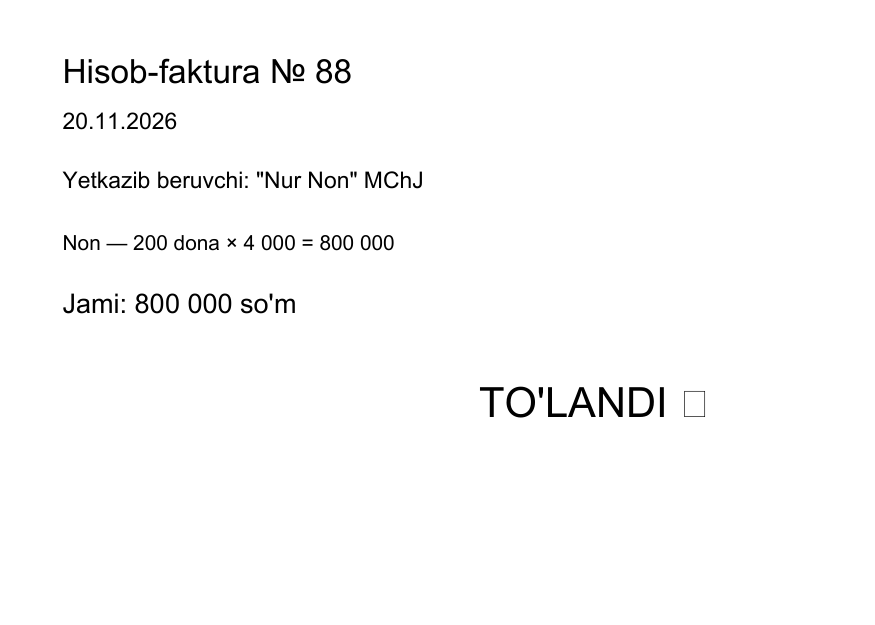 Hisob-faktura № 88
20.11.2026
Yetkazib beruvchi: "Nur Non" MChJ
Non — 200 dona × 4 000 = 800 000
Jami: 800 000 so'm
TO'LANDI □